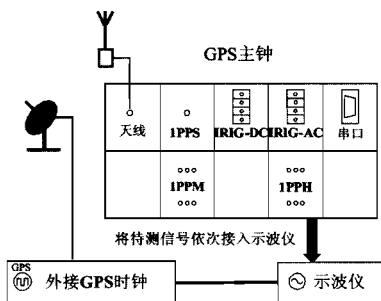 GPS主钟
天线 1PPS IRIG-DC IRIG-AC 串口
1PPM 1PPH
将待测信号依次接入示波仪
GPS
外接GPS时钟 示波仪